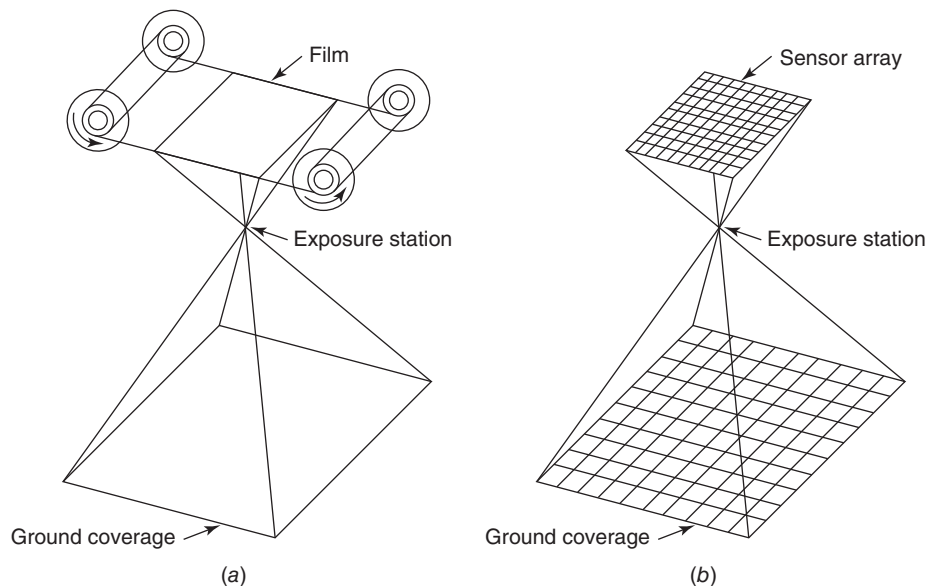 Film
Sensor array
Exposure station
Exposure station
Ground coverage
Ground coverage
(a)
(b)